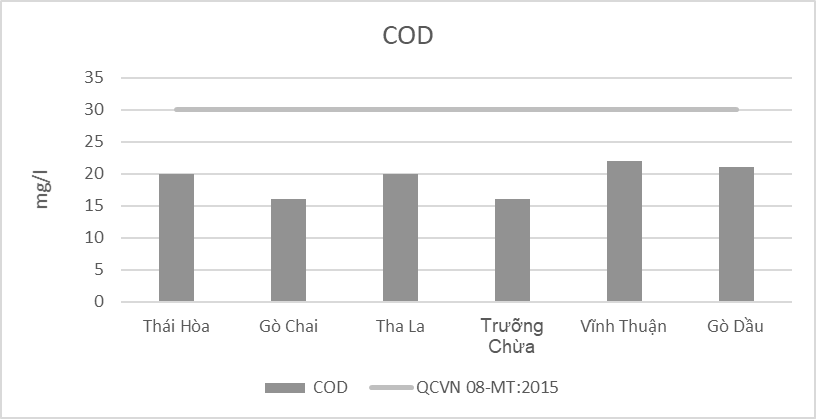 COD
35
30
25
20
15
10
5
0
mg/l
Thái Hòa
Gò Chai
Tha La
Trưỡng
Chừa
Vĩnh Thuận
Gò Dầu
COD
QCVN 08-MT:2015